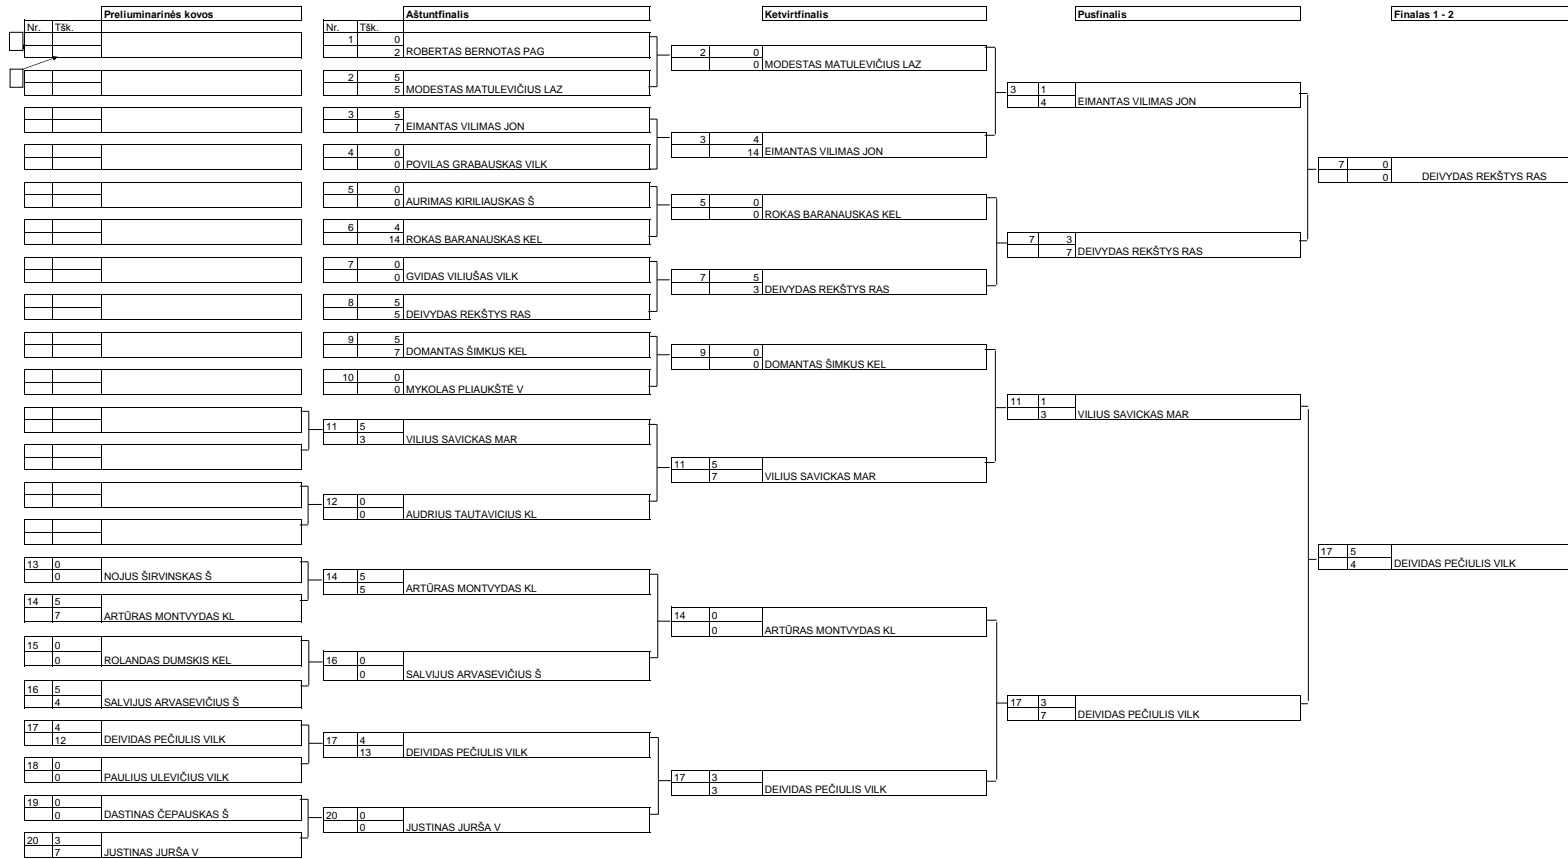 Preliuminarinės kovos
Aštuntfinalis
Ketvirtfinalis
Pusfinalis
Finalas 1 - 2
Nr. Tšk.
13 0
0 NOJUS ŠIRVINSKAS Š
14 5
7 ARTŪRAS MONTVYDAS KL
15 0
0 ROLANDAS DUMSKIS KEL
16 5
4 SALVIJUS ARVASEVIČIUS Š
17 4
12 DEIVIDAS PEČIULIS VILK
18 0
0 PAULIUS ULEVIČIUS VILK
19 0
0 DASTINAS ČEPAUSKAS Š
20 3
7 JUSTINAS JURŠA V
Nr. Tšk.
1 0
2 ROBERTAS BERNOTAS PAG
2 5
5 MODESTAS MATULEVIČIUS LAZ
3 5
7 EIMANTAS VILIMAS JON
4 0
0 POVILAS GRABAUSKAS VILK
5 0
0 AURIMAS KIRILIAUSKAS Š
6 4
14 ROKAS BARANAUSKAS KEL
7 0
0 GVIDAS VILIUŠAS VILK
8 5
5 DEIVYDAS REKŠTYS RAS
9 5
7 DOMANTAS ŠIMKUS KEL
10 0
0 MYKOLAS PLIAUKŠTĖ V
11 5
3 VILIUS SAVICKAS MAR
12 0
0 AUDRIUS TAUTAVICIUS KL
14 5
5 ARTŪRAS MONTVYDAS KL
16 0
0 SALVIJUS ARVASEVIČIUS Š
17 4
13 DEIVIDAS PEČIULIS VILK
20 0
0 JUSTINAS JURŠA V
2 0
0 MODESTAS MATULEVIČIUS LAZ
3 4
14 EIMANTAS VILIMAS JON
5 0
0 ROKAS BARANAUSKAS KEL
7 5
3 DEIVYDAS REKŠTYS RAS
9 0
0 DOMANTAS ŠIMKUS KEL
11 5
7 VILIUS SAVICKAS MAR
14 0
0 ARTŪRAS MONTVYDAS KL
17 3
3 DEIVIDAS PEČIULIS VILK
3 1
4 EIMANTAS VILIMAS JON
7 3
7 DEIVYDAS REKŠTYS RAS
11 1
3 VILIUS SAVICKAS MAR
17 3
7 DEIVIDAS PEČIULIS VILK
7 0
0 DEIVYDAS REKŠTYS RAS
17 5
4 DEIVIDAS PEČIULIS VILK